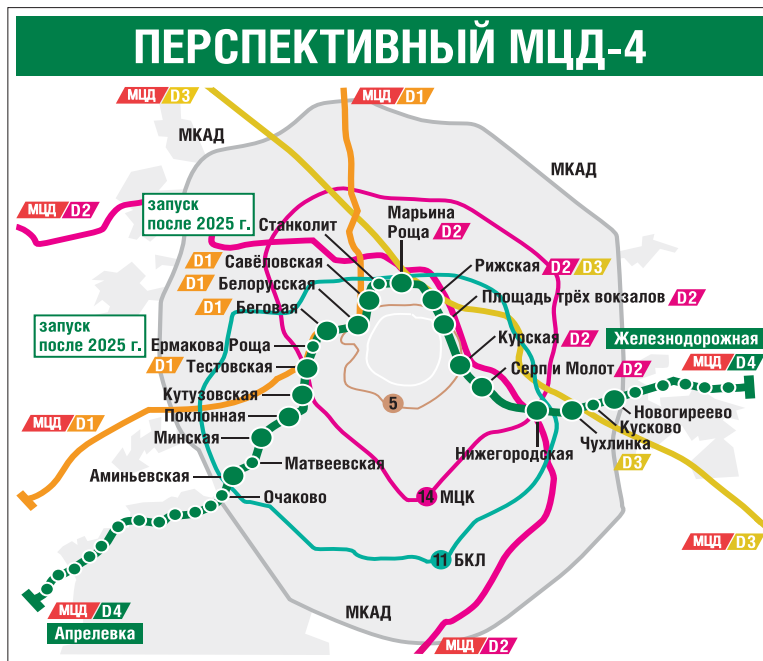 ПЕРСПЕКТИВНЫЙ МЦД-4
МЦД D3
МЦД D1
МКАД
МКАД
МЦД D2
запуск
после 2025 г.
Станколит
Марьина
Роща D2
D1 Савёловская
Рижская D2 D3
D1 Белорусская
Площадь трёх вокзалов D2
D1 Беговая
запуск
после 2025 г.
Ермакова Роща
Курская D2
Железнодорожная
D1 Тестовская
Серп и Молот D2
МЦД D4
Кутузовская
5
Новогиреево
МЦД D1
Поклонная
Кусково
Минская
Нижегородская
Чухлинка
D3
Матвеевская
Аминьевская
Очаково
14 МЦК
МЦД D3
11 БКЛ
МЦД D4
Апрелевка
МКАД
МЦД D2